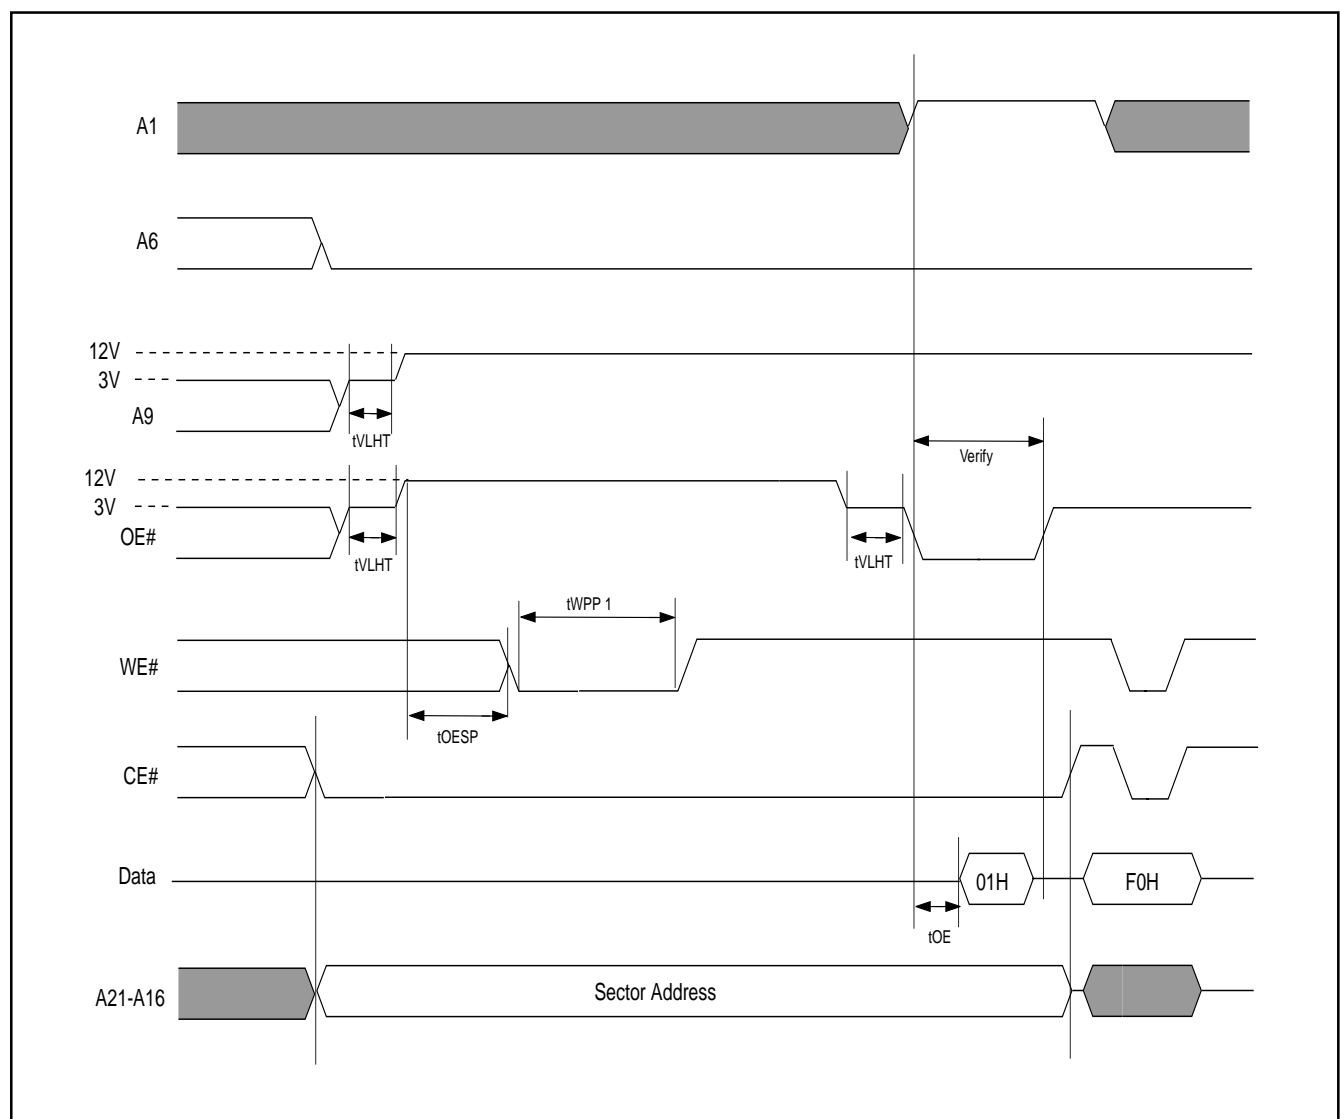 A1
A6
12V
3V
A9
tVLHT
Verify
12V
3V
OE#
tVLHT
tVLHT
tWPP 1
WE#
tOESP
CE#
Data
01H
F0H
tOE
A21-A16
Sector Address